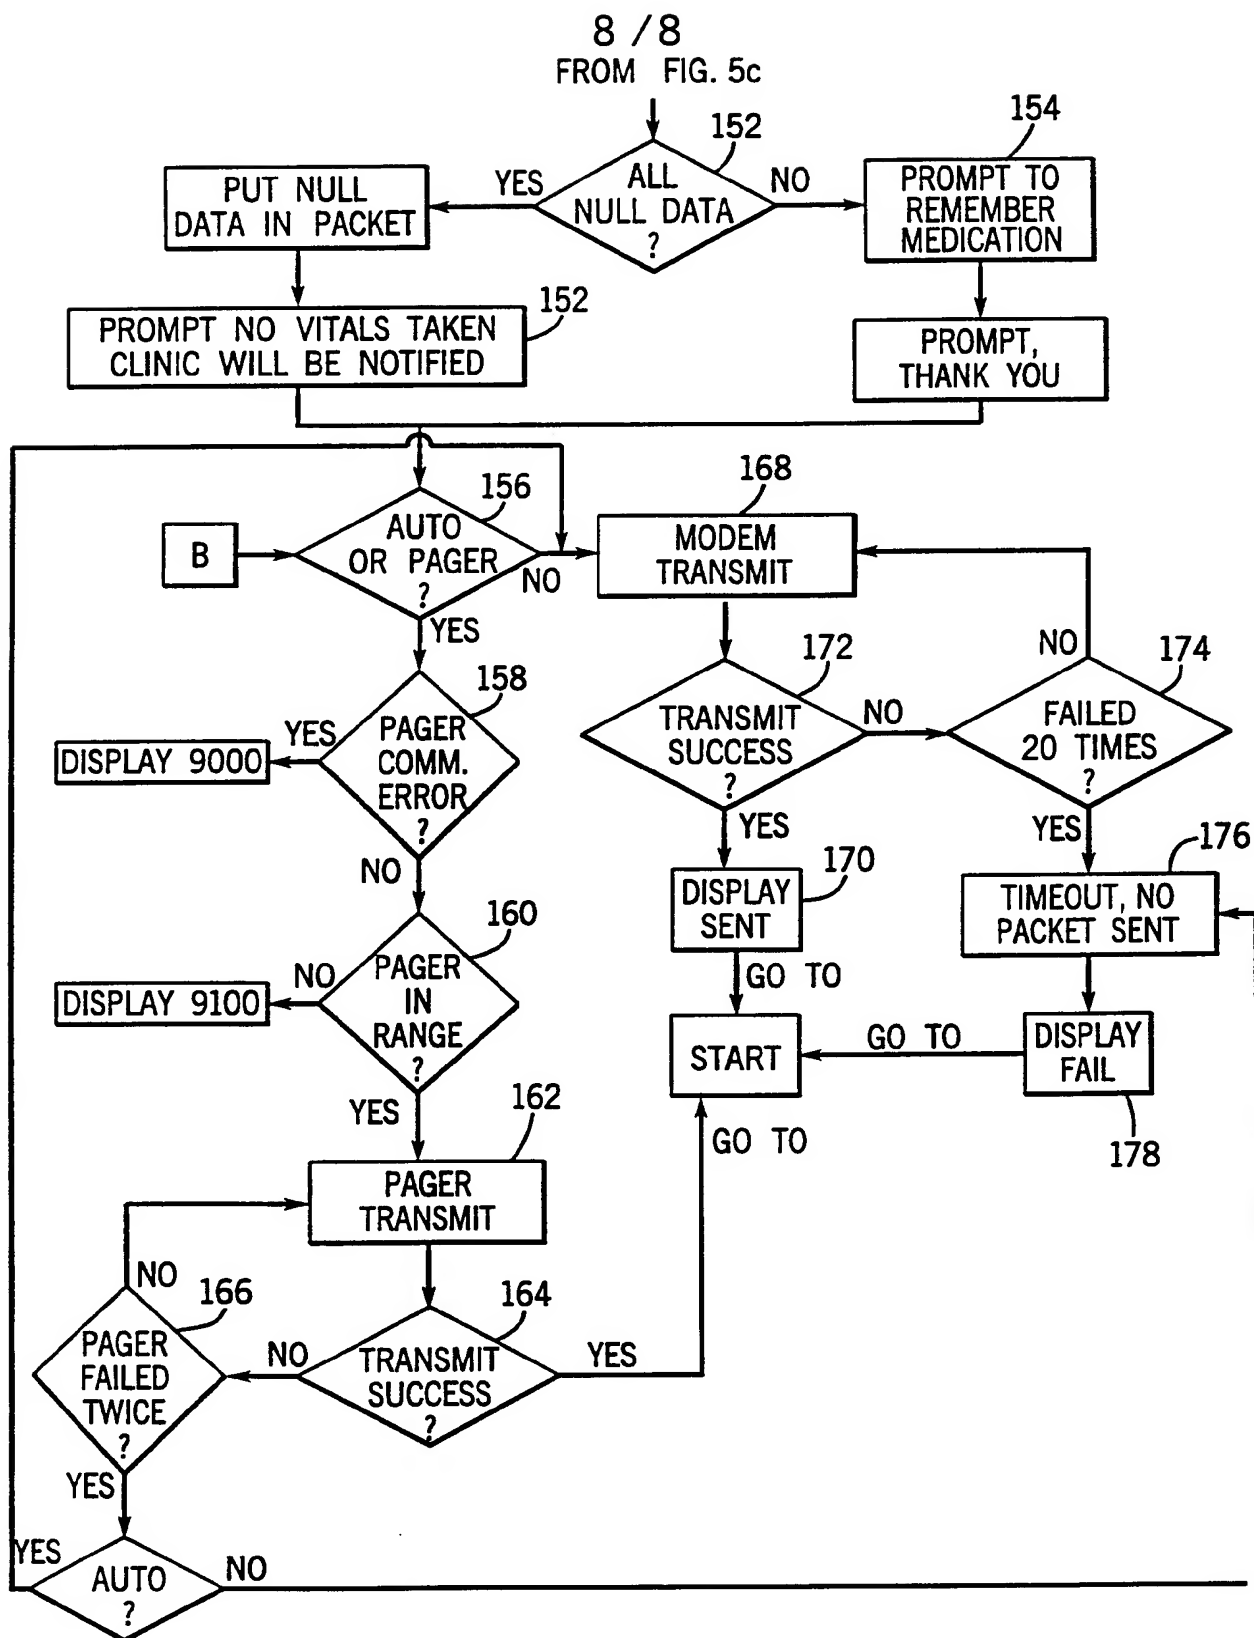 8 / 8
FROM FIG. 5c
152
154
ALL
NULL DATA
?
YES
NO
PUT NULL
DATA IN PACKET
PROMPT TO
REMEMBER
MEDICATION
152
PROMPT NO VITALS TAKEN
CLINIC WILL BE NOTIFIED
PROMPT,
THANK YOU
156
AUTO
OR PAGER
?
B
NO
YES
168
MODEM
TRANSMIT
158
PAGER
COMM.
ERROR
?
YES
DISPLAY 9000
NO
172
TRANSMIT
SUCCESS
?
NO
YES
174
NO
FAILED
20 TIMES
?
YES
170
DISPLAY
SENT
GO TO
176
TIMEOUT, NO
PACKET SENT
160
PAGER
IN
RANGE
?
NO
DISPLAY 9100
YES
START
GO TO
DISPLAY
FAIL
178
GO TO
162
PAGER
TRANSMIT
NO
166
PAGER
FAILED
TWICE
?
NO
164
TRANSMIT
SUCCESS
?
YES
YES
YES
AUTO
?
NO